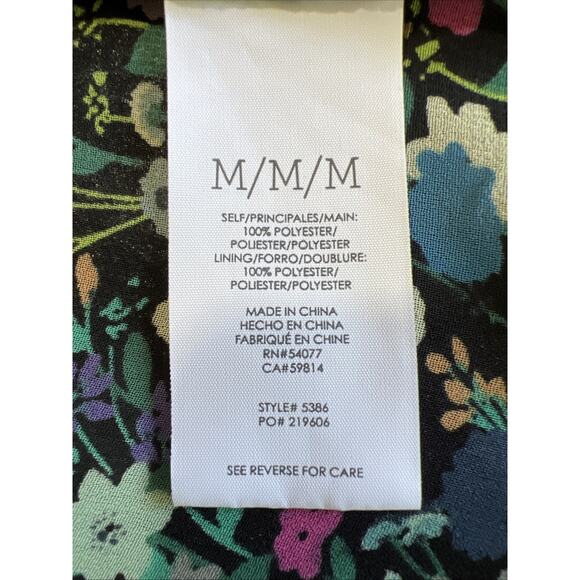 M/M/M
SELF/PRINCIPALES/MAIN:
100% POLYESTER/
POLIESTER/POLYESTER
LINING/FORRO/DOUBLURE:
100% POLYESTER/
POLIESTER/POLYESTER
MADE IN CHINA
HECHO EN CHINA
FABRIQUÉ EN CHINE
RN#54077
CA#59814
STYLE# 5386
PO# 219606
SEE REVERSE FOR CARE